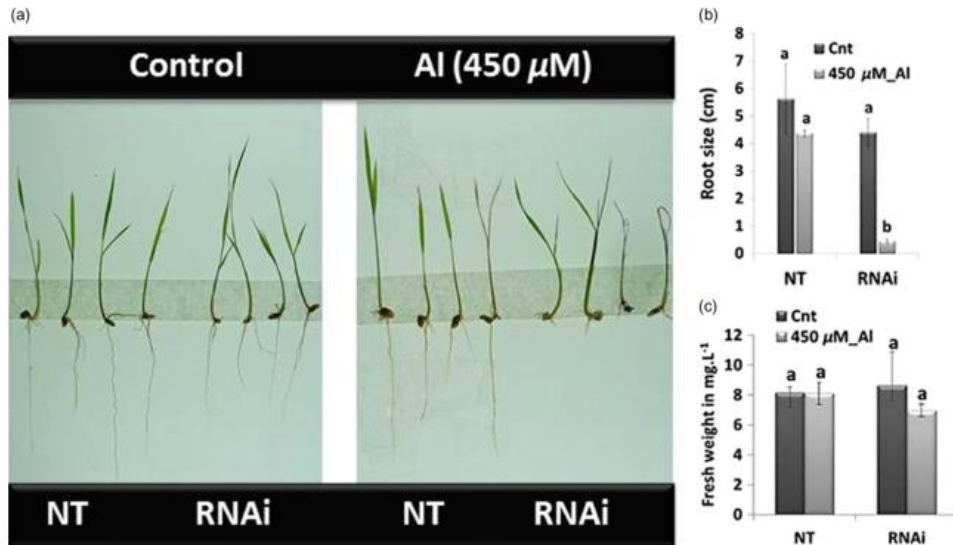 (a)
Control Al (450 μM)
NT RNAi NT RNAi
(b)
Cnt
450 μM_Al
Root size (cm)
7
6
5
4
3
2
1
0
a
a
a
b
NT RNAi
(c)
Cnt
450 μM_Al
Fresh weight in mg.L-1
12
10
8
6
4
2
0
a a
a
a
NT RNAi